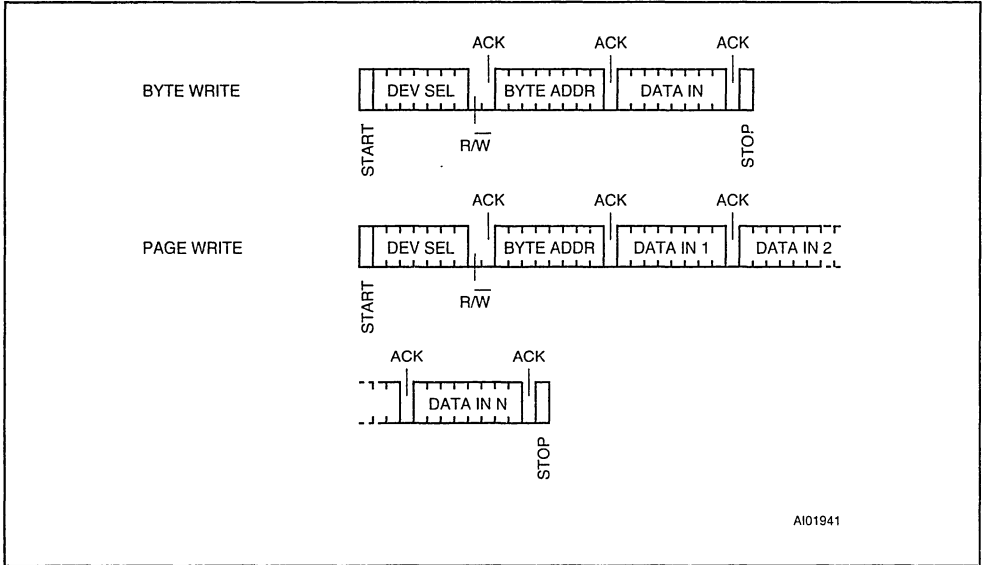 ACK ACK ACK
BYTE WRITE DEV SEL BYTE ADDR DATA IN
START R/W̅ STOP
ACK ACK ACK
PAGE WRITE DEV SEL BYTE ADDR DATA IN 1 DATA IN 2
START R/W̅
ACK ACK
DATA IN N
STOP
AI01941